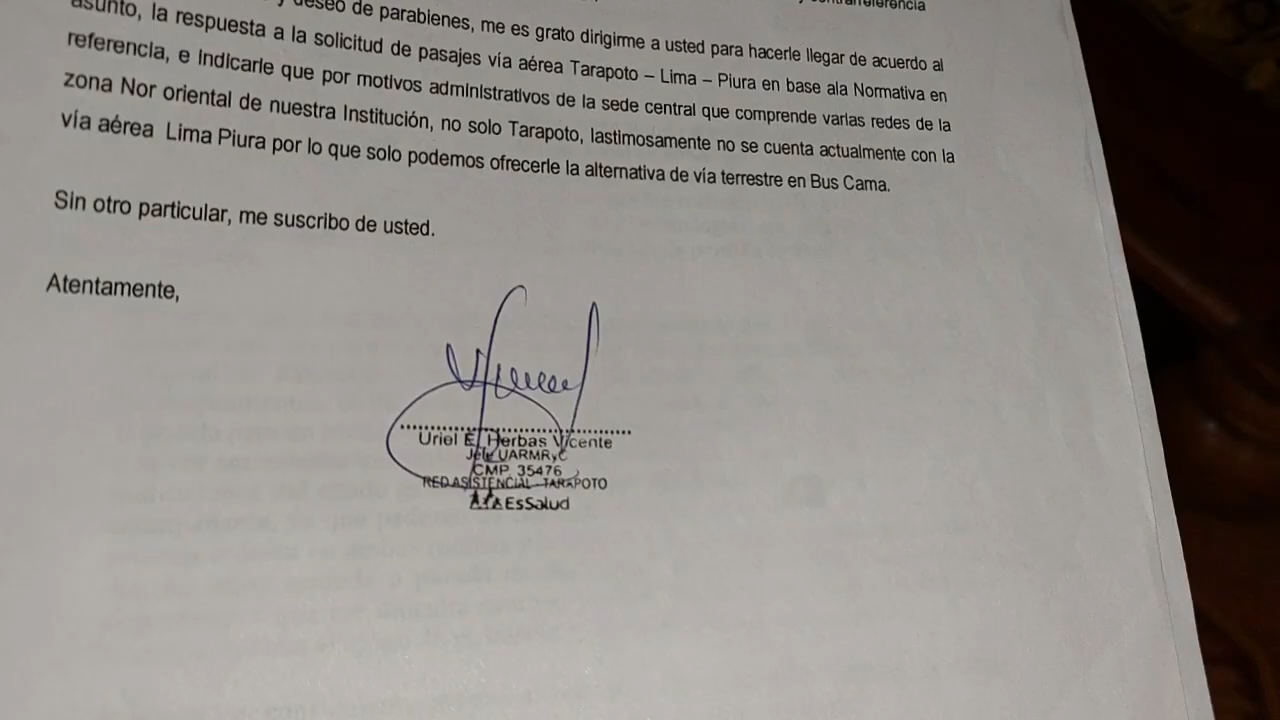 y deseo de parabienes, me es grato dirigirme a usted para hacerle llegar de acuerdo al
asunto, la respuesta a la solicitud de pasajes vía aérea Tarapoto – Lima – Piura en base ala Normativa en
referencia, e Indicarle que por motivos administrativos de la sede central que comprende varias redes de la
zona Nor oriental de nuestra Institución, no solo Tarapoto, lastimosamente no se cuenta actualmente con la
vía aérea Lima Piura por lo que solo podemos ofrecerle la alternativa de vía terrestre en Bus Cama.
Sin otro particular, me suscribo de usted.
Atentamente,
Uriel E. Herbas Vicente
Jefe UARMR,C
CMP 35476
RED ASISTENCIAL TARAPOTO
EsSalud